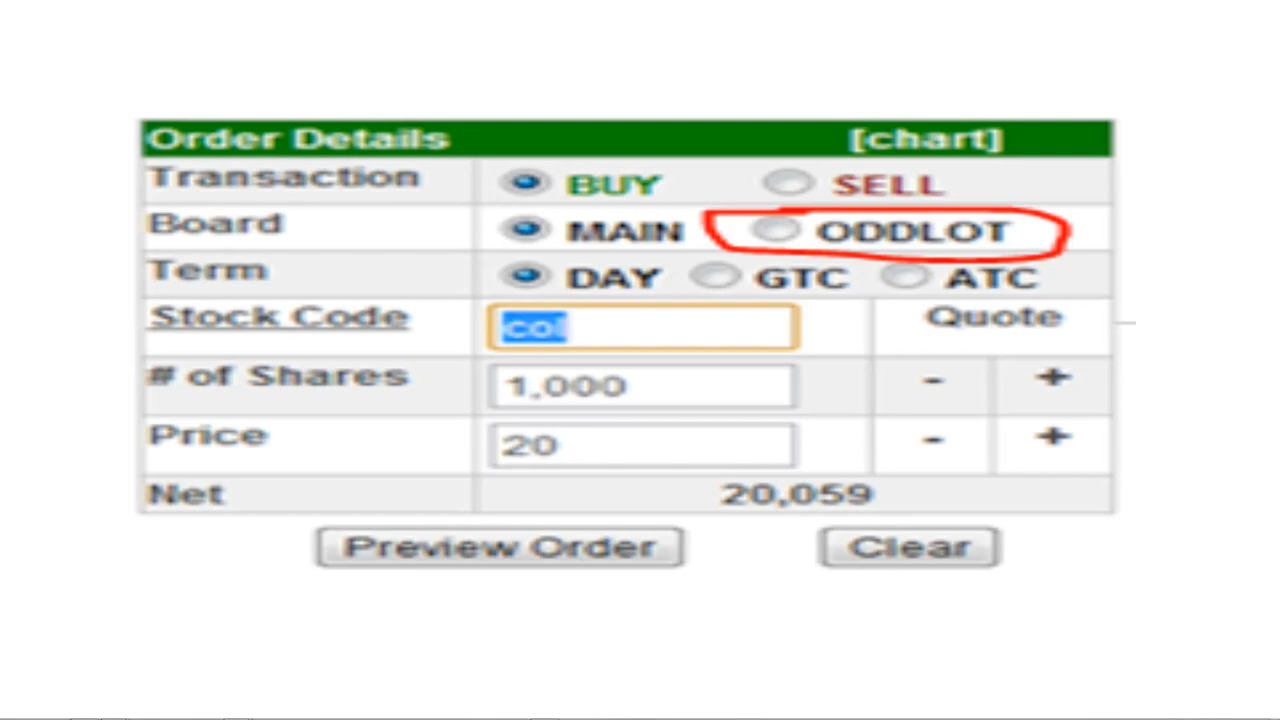 Order Details [chart]
Transaction BUY SELL
Board MAIN ODDLOT
Term DAY GTC ATC
Stock Code col Quote
# of Shares 1,000 - +
Price 20 - +
Net 20,059
Preview Order Clear